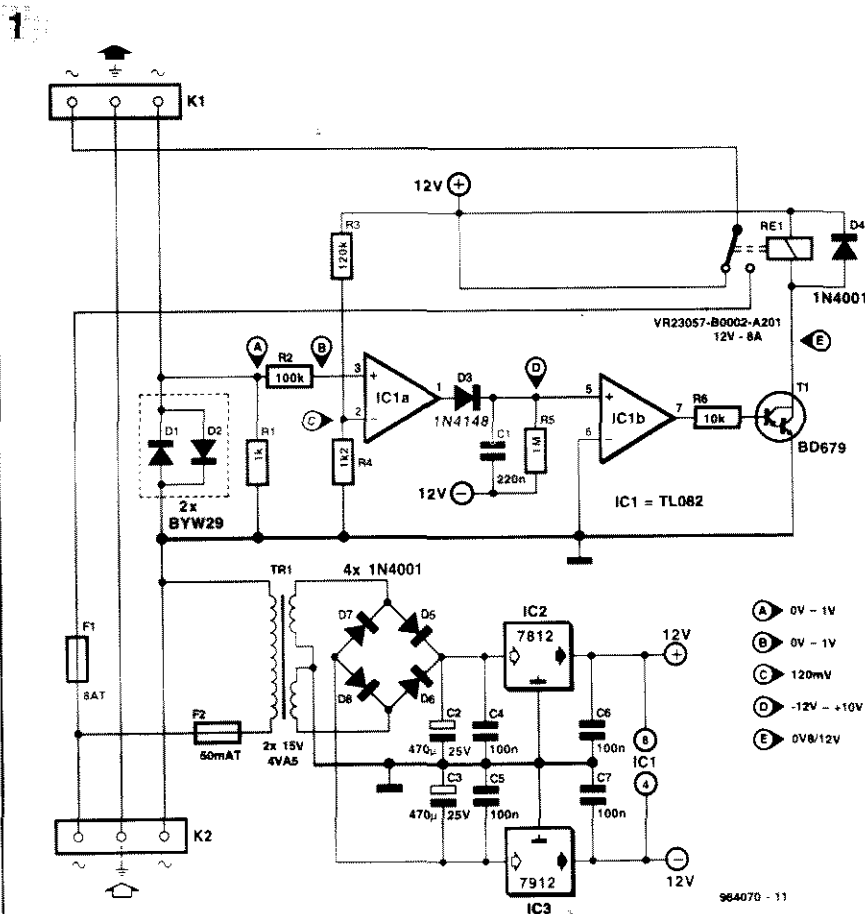 1
~ ⏚ ~
K1
12V +
R3
120k
RE1
D4
1N4001
VR23057-B0002-A201
12V - 8A
E
A
R2
100k
B
3
+
IC1a
1
2
-
C
D3
1N4148
D
5
+
IC1b
7
6
-
R6
10k
T1
BD679
D1
D2
R1
1k
R4
1k2
C1
220n
R5
1M
12V -
2x
BYW29
IC1 = TL082
TR1
4x 1N4001
F1
8AT
F2
50mAT
2x 15V
4VA5
D7
D5
D8
D6
IC2
7812
12V
+
C2
470µ
25V
C4
100n
C6
100n
8
IC1
4
C3
470µ
25V
C5
100n
C7
100n
7912
IC3
-
12V
A 0V - 1V
B 0V - 1V
C 120mV
D -12V - +10V
E 0V8/12V
K2
~ ⏚ ~
964070 - 11